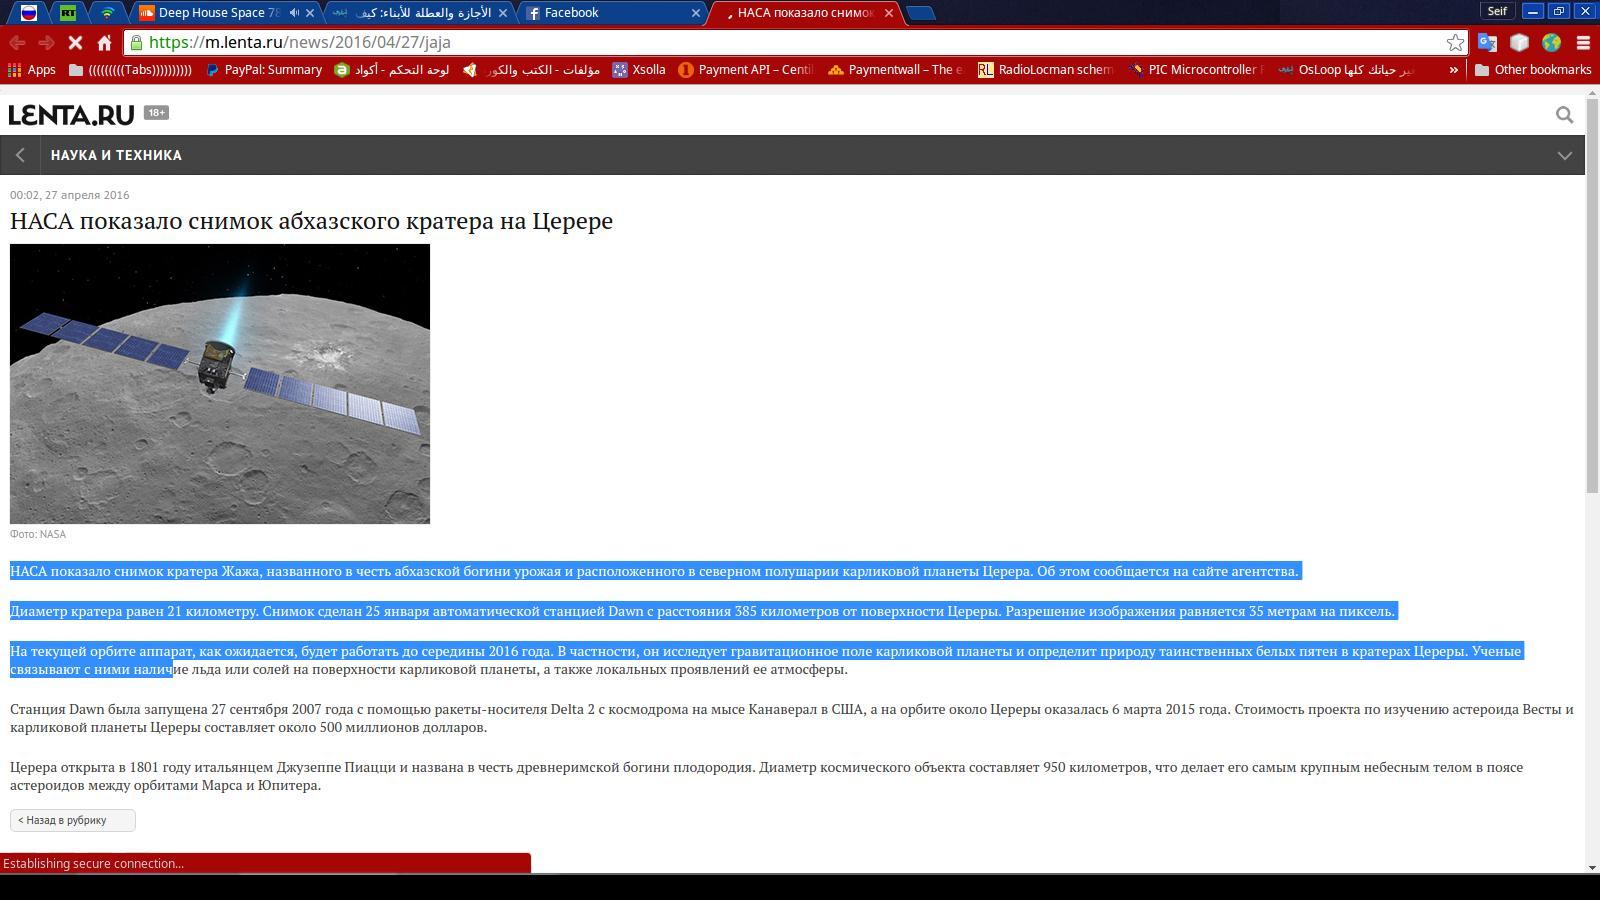 Deep House Space 78
الأجازة والعطلة للأبناء: كيف
Facebook
НАСА показало снимок
Seif
https://m.lenta.ru/news/2016/04/27/jaja
Apps
(((((((((Tabs))))))))))
PayPal: Summary
لوحة التحكم - أكواد
مؤلفات - الكتب والكور
Xsolla
Payment API – Centil
Paymentwall – The e
RadioLocman schem
PIC Microcontroller
OsLoop غير حياتك كلها
»
Other bookmarks
LENTA.RU
18+
НАУКА И ТЕХНИКА
00:02, 27 апреля 2016
НАСА показало снимок абхазского кратера на Церере
Фото: NASA
НАСА показало снимок кратера Жажа, названного в честь абхазской богини урожая и расположенного в северном полушарии карликовой планеты Церера. Об этом сообщается на сайте агентства.
Диаметр кратера равен 21 километру. Снимок сделан 25 января автоматической станцией Dawn с расстояния 385 километров от поверхности Цереры. Разрешение изображения равняется 35 метрам на пиксель.
На текущей орбите аппарат, как ожидается, будет работать до середины 2016 года. В частности, он исследует гравитационное поле карликовой планеты и определит природу таинственных белых пятен в кратерах Цереры. Ученые
связывают с ними наличие льда или солей на поверхности карликовой планеты, а также локальных проявлений ее атмосферы.
Станция Dawn была запущена 27 сентября 2007 года с помощью ракеты-носителя Delta 2 с космодрома на мысе Канаверал в США, а на орбите около Цереры оказалась 6 марта 2015 года. Стоимость проекта по изучению астероида Весты и
карликовой планеты Цереры составляет около 500 миллионов долларов.
Церера открыта в 1801 году итальянцем Джузеппе Пиацци и названа в честь древнеримской богини плодородия. Диаметр космического объекта составляет 950 километров, что делает его самым крупным небесным телом в поясе
астероидов между орбитами Марса и Юпитера.
< Назад в рубрику
Establishing secure connection...